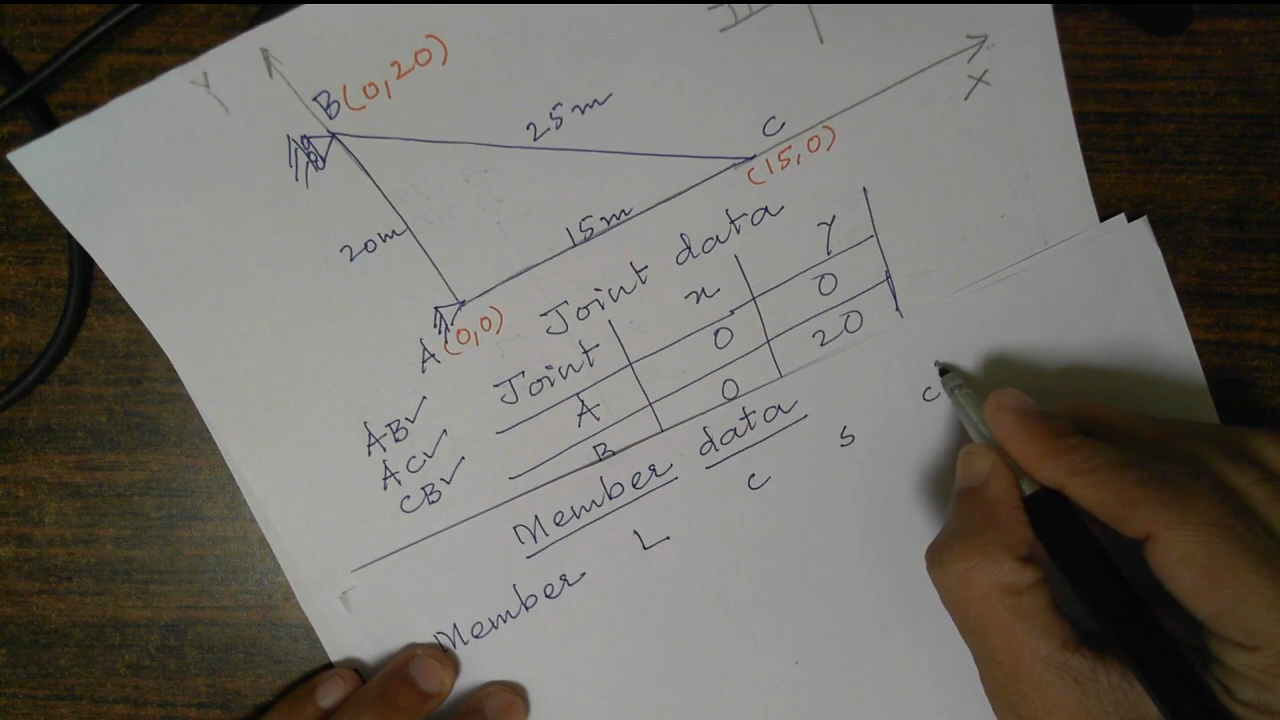 Y
B(0,20)
25m
C
(15,0)
X
20m
15m
A(0,0)
Joint data
Joint x y
A 0 0
B 0 20
AB✓
AC✓
CB✓
Member data
Member L C S C